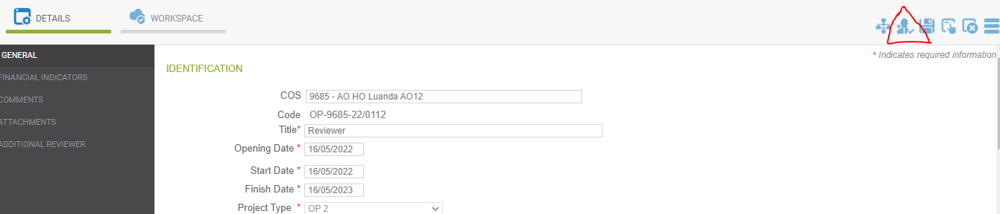 DETAILS
WORKSPACE
* Indicates required information
GENERAL
FINANCIAL INDICATORS
COMMENTS
ATTACHMENTS
ADDITIONAL REVIEWER
IDENTIFICATION
COS 9685 - AO HO Luanda AO12
Code OP-9685-22/0112
Title* Reviewer
Opening Date * 16/05/2022
Start Date * 16/05/2022
Finish Date * 16/05/2023
Project Type * OP 2